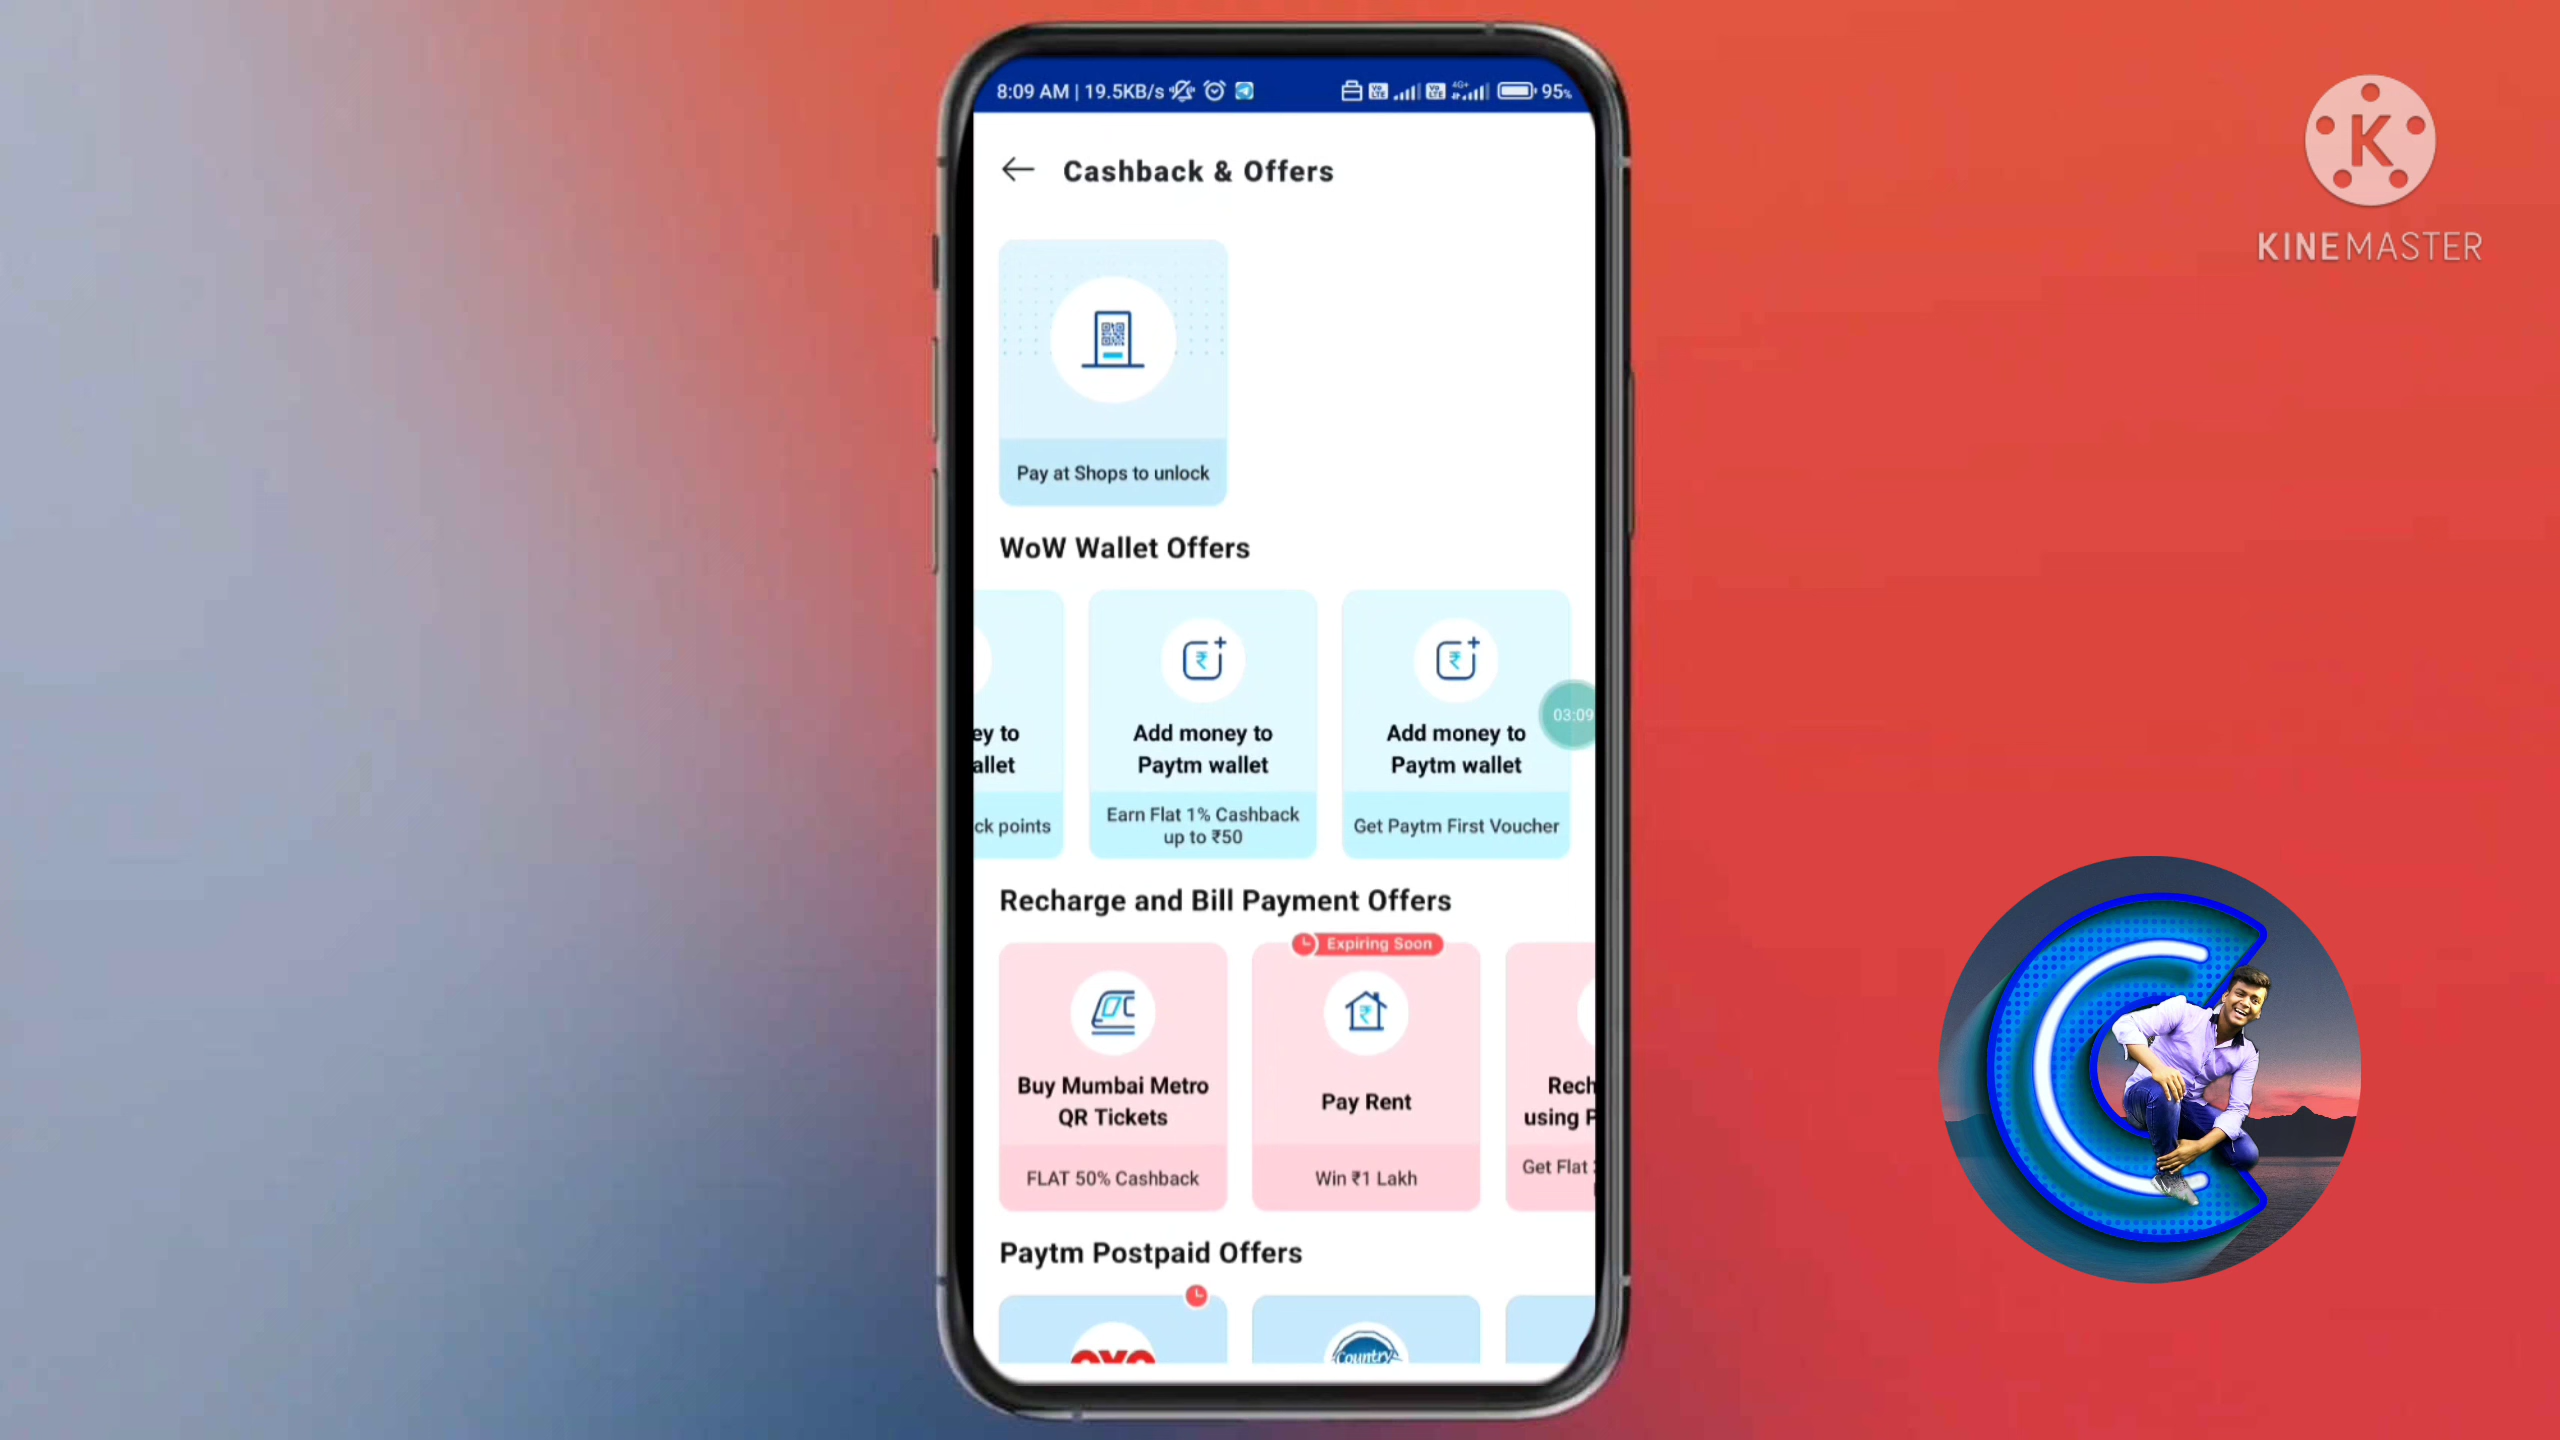 8:09 AM | 19.5KB/s
4G+
95%
Cashback & Offers
Pay at Shops to unlock
WoW Wallet Offers
ey to
allet
ck points
Add money to
Paytm wallet
Earn Flat 1% Cashback
up to ₹50
Add money to
Paytm wallet
Get Paytm First Voucher
03:09
Recharge and Bill Payment Offers
Buy Mumbai Metro
QR Tickets
FLAT 50% Cashback
Expiring Soon
Pay Rent
Win ₹1 Lakh
Rech
using P
Get Flat
Paytm Postpaid Offers
OYO
Country
K
KINEMASTER